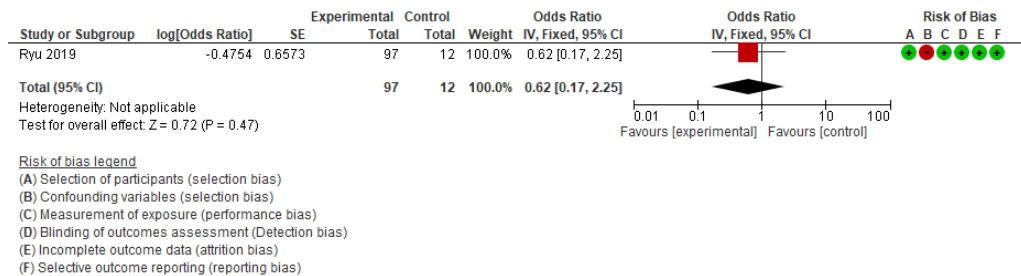 Experimental Control Odds Ratio Odds Ratio Risk of Bias
Study or Subgroup log[Odds Ratio] SE Total Total Weight IV, Fixed, 95% CI IV, Fixed, 95% CI A B C D E F
Ryu 2019 -0.4754 0.6573 97 12 100.0% 0.62 [0.17, 2.25] + - + + + +
Total (95% CI) 97 12 100.0% 0.62 [0.17, 2.25]
Heterogeneity: Not applicable
Test for overall effect: Z = 0.72 (P = 0.47)
0.01 0.1 1 10 100
Favours [experimental] Favours [control]
Risk of bias legend
(A) Selection of participants (selection bias)
(B) Confounding variables (selection bias)
(C) Measurement of exposure (performance bias)
(D) Blinding of outcomes assessment (Detection bias)
(E) Incomplete outcome data (attrition bias)
(F) Selective outcome reporting (reporting bias)